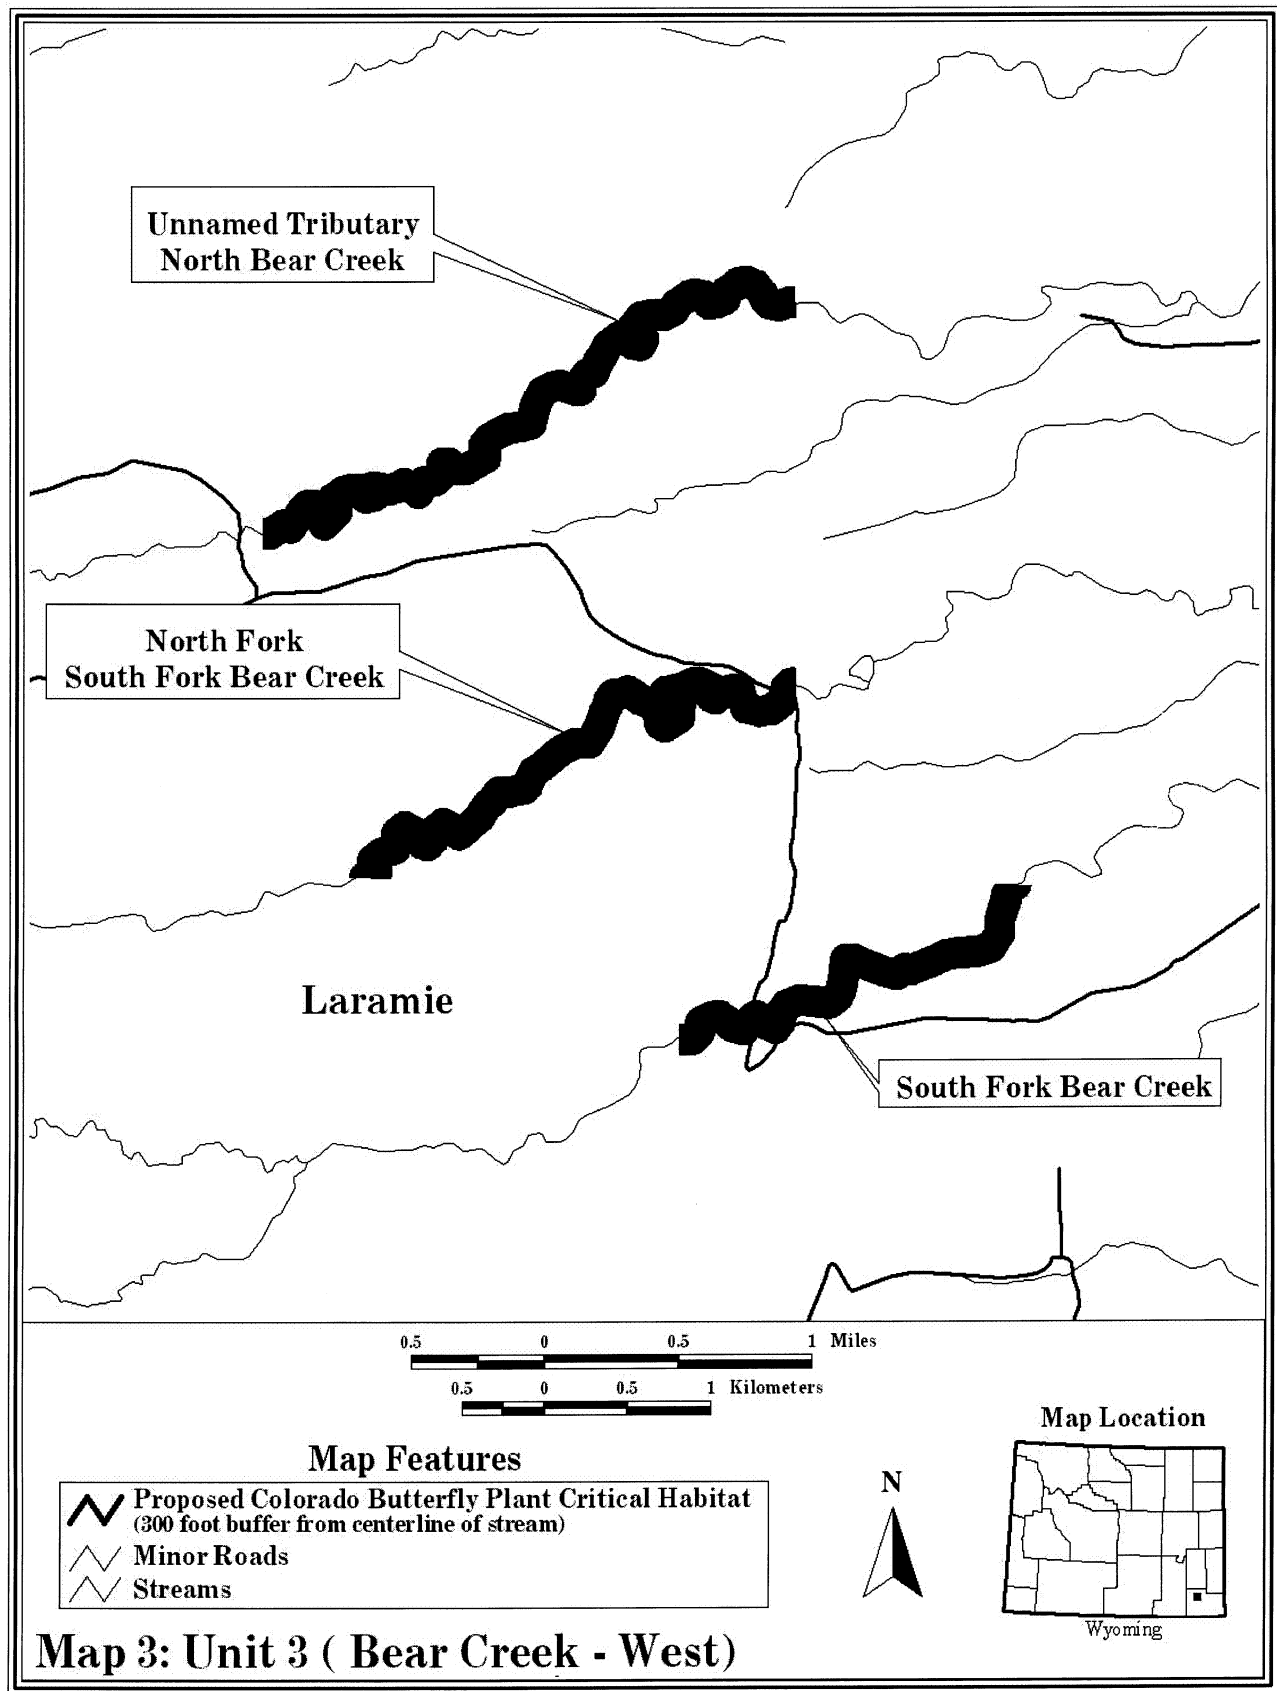 Unnamed Tributary
North Bear Creek
North Fork
South Fork Bear Creek
Laramie
South Fork Bear Creek
0.5 0 0.5 1 Miles
0.5 0 0.5 1 Kilometers
Map Location
Map Features
N
Proposed Colorado Butterfly Plant Critical Habitat
(300 foot buffer from centerline of stream)
Minor Roads
Streams
Wyoming
Map 3: Unit 3 ( Bear Creek - West)